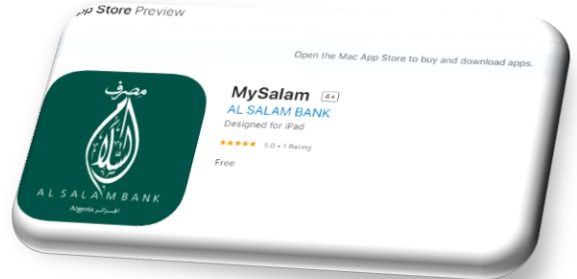 App Store Preview
Open the Mac App Store to buy and download apps.
MySalam 4+
AL SALAM BANK
Designed for iPad
★★★★★ 5.0 • 1 Rating
Free
مصرف
السلام
AL SALAM BANK
Algeria الجزائر